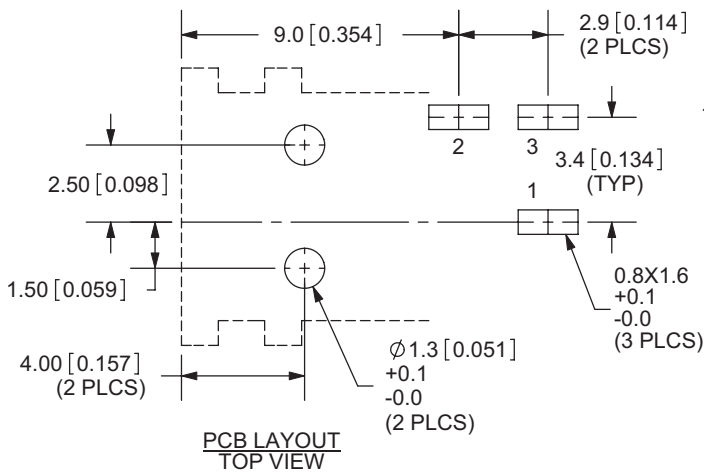 9.0 [0.354]
2.9 [0.114]
(2 PLCS)
2
3
3.4 [0.134]
(TYP)
2.50 [0.098]
1
1.50 [0.059]
0.8X1.6
+0.1
-0.0
(3 PLCS)
4.00 [0.157]
(2 PLCS)
Ø1.3 [0.051]
+0.1
-0.0
(2 PLCS)
PCB LAYOUT
TOP VIEW